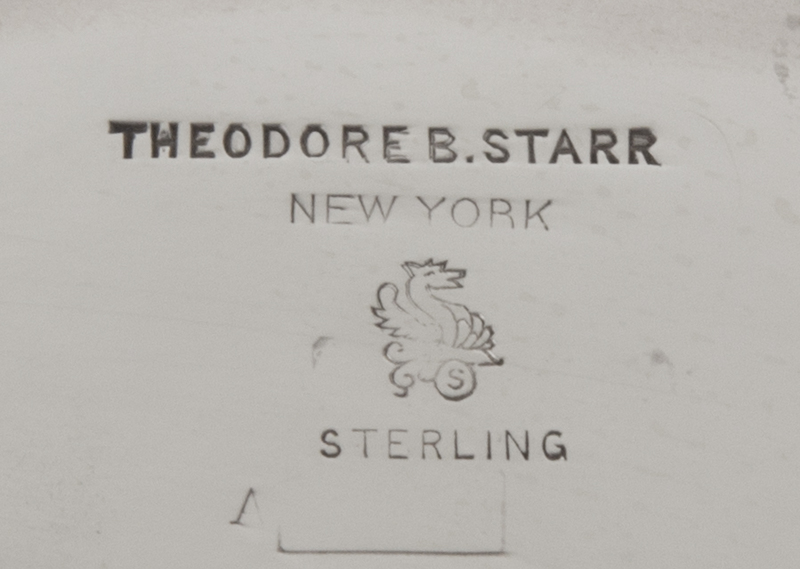 THEODORE B. STARR
NEW YORK
S
STERLING